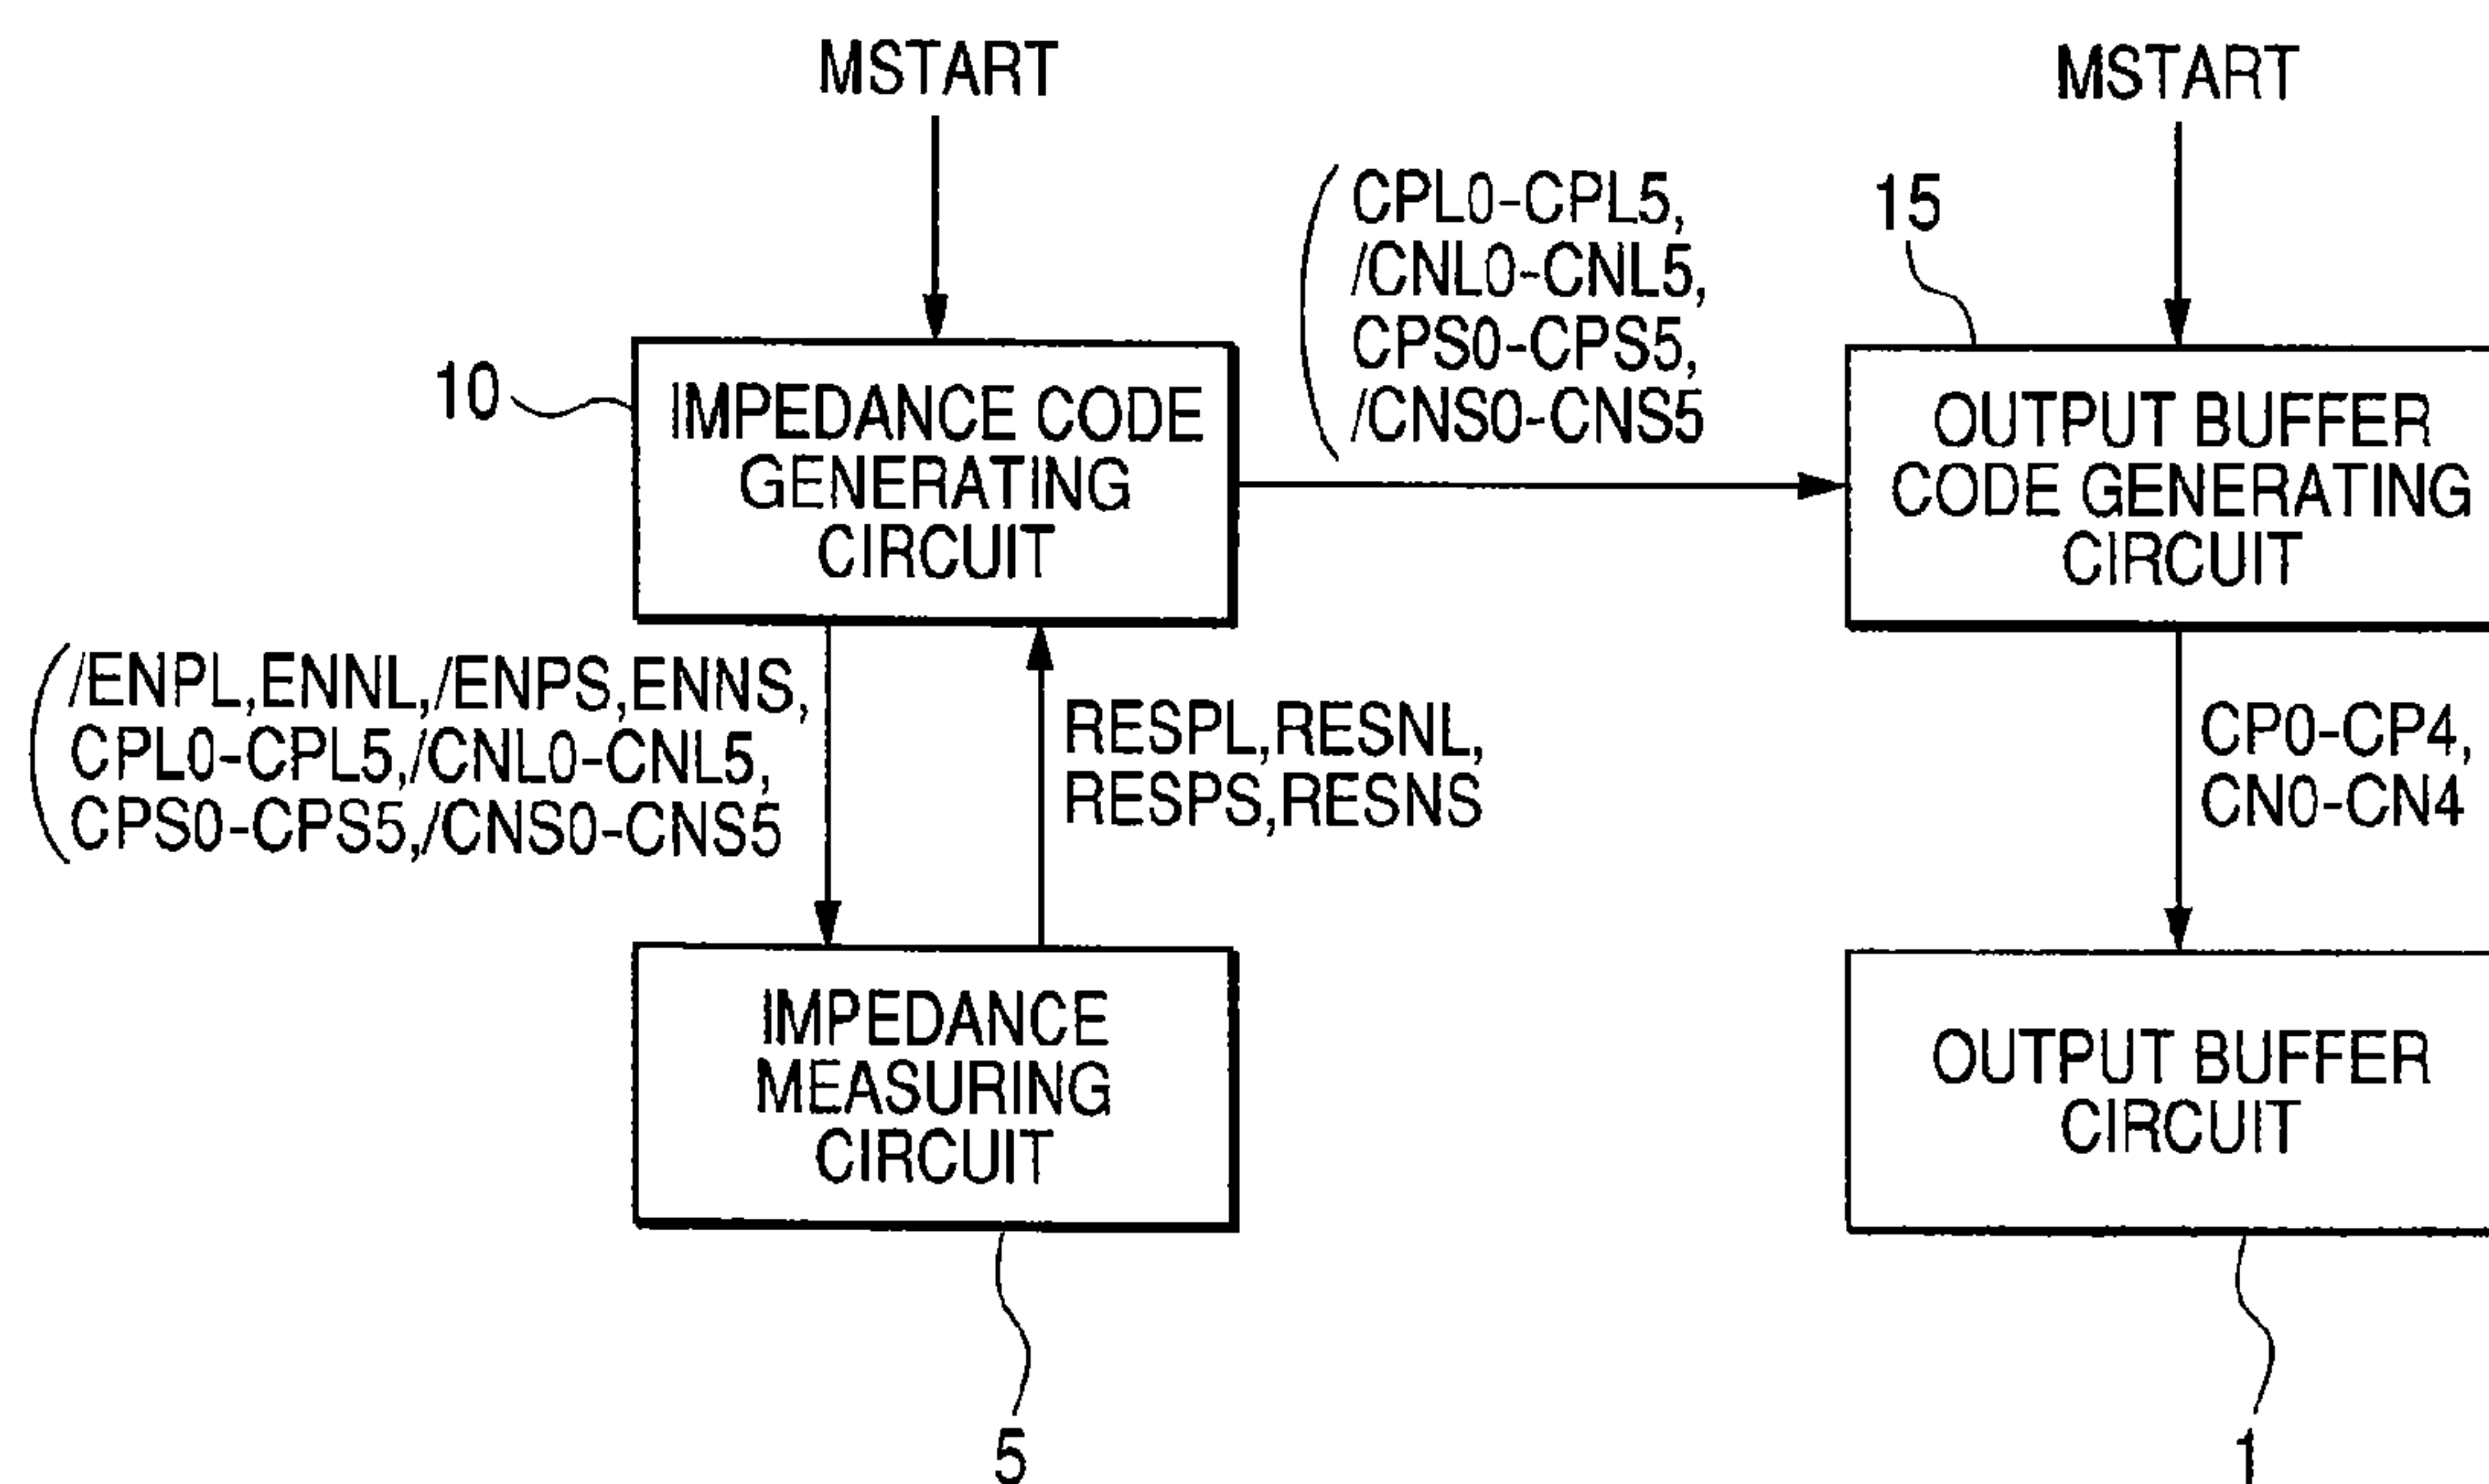 MSTART
MSTART
CPL0-CPL5,
/CNL0-CNL5,
CPS0-CPS5,
/CNS0-CNS5
15
10
IMPEDANCE CODE
GENERATING
CIRCUIT
OUTPUT BUFFER
CODE GENERATING
CIRCUIT
/ENPL,ENNL,/ENPS,ENNS,
CPL0-CPL5,/CNL0-CNL5,
CPS0-CPS5,/CNS0-CNS5
RESPL,RESNL,
RESPS,RESNS
CP0-CP4,
CN0-CN4
IMPEDANCE
MEASURING
CIRCUIT
OUTPUT BUFFER
CIRCUIT
5
1